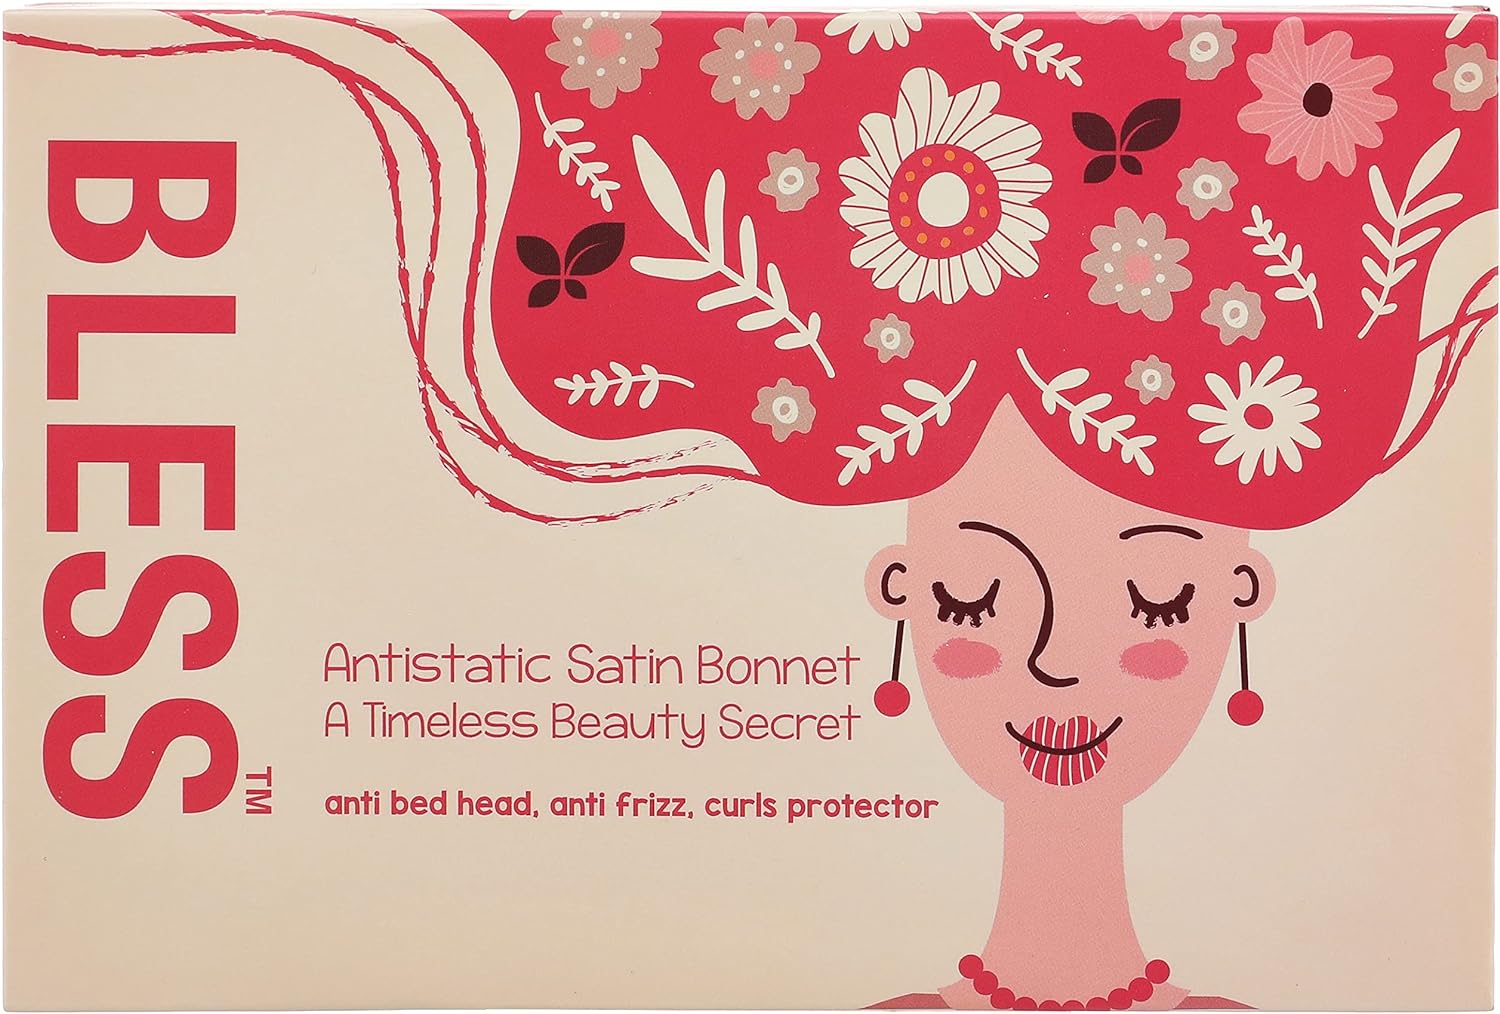 BLESS™
Antistatic Satin Bonnet
A Timeless Beauty Secret
anti bed head, anti frizz, curls protector